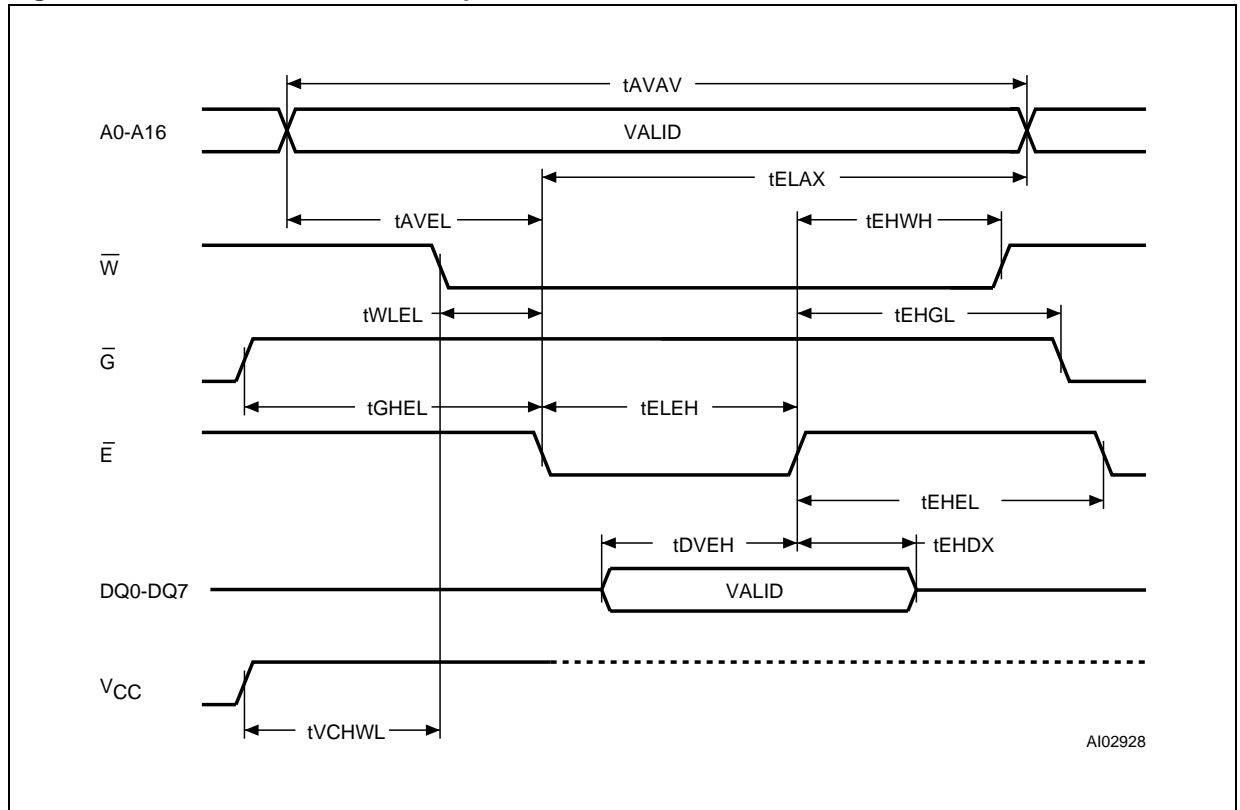 tAVAV
A0-A16
VALID
tELAX
tAVEL
tEHWH
W̅
tWLEL
tEHGL
G̅
tGHEL
tELEH
E̅
tEHEL
tDVEH
tEHDX
DQ0-DQ7
VALID
VCC
tVCHWL
AI02928